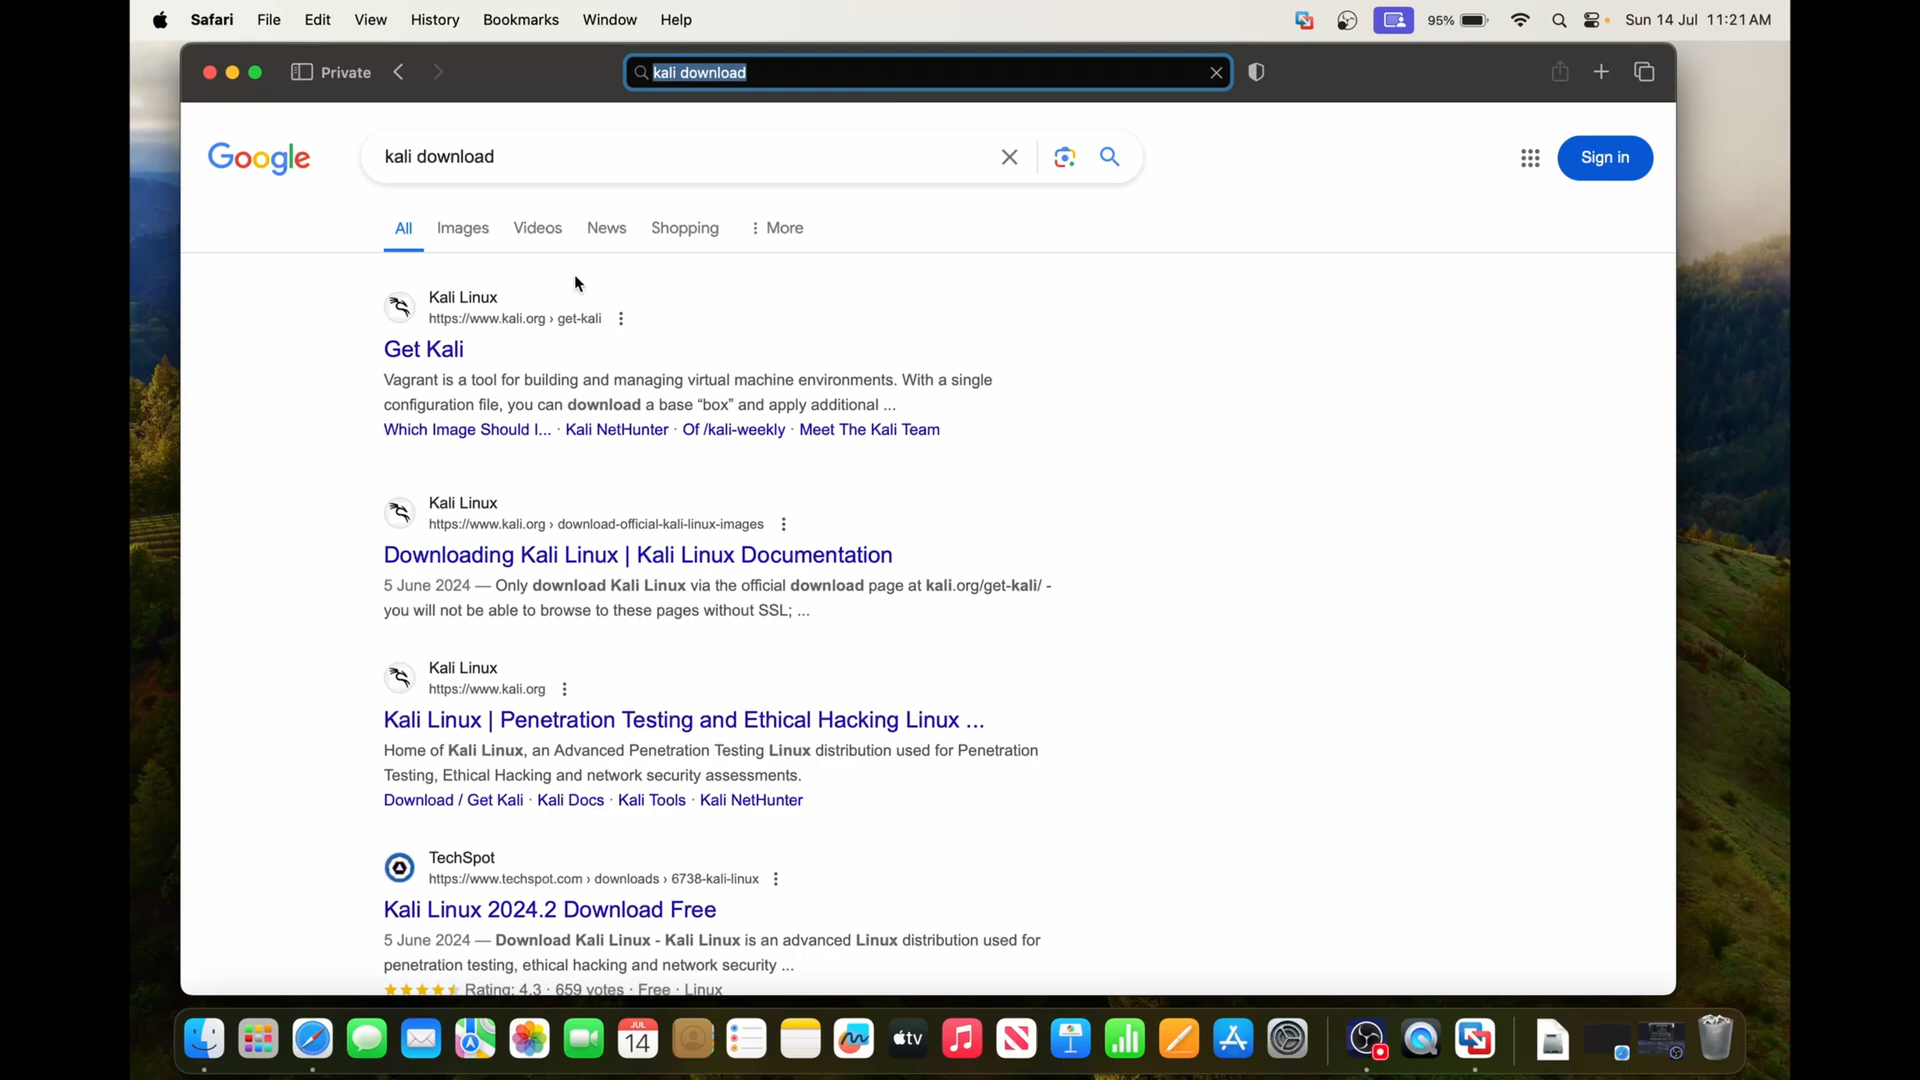 Safari File Edit View History Bookmarks Window Help 95% Sun 14 Jul 11:21 AM
Private kali download
Google kali download Sign in
All Images Videos News Shopping More
Kali Linux
https://www.kali.org › get-kali
Get Kali
Vagrant is a tool for building and managing virtual machine environments. With a single
configuration file, you can download a base “box” and apply additional ...
Which Image Should I... · Kali NetHunter · Of /kali-weekly · Meet The Kali Team
Kali Linux
https://www.kali.org › download-official-kali-linux-images
Downloading Kali Linux | Kali Linux Documentation
5 June 2024 — Only download Kali Linux via the official download page at kali.org/get-kali/ -
you will not be able to browse to these pages without SSL; ...
Kali Linux
https://www.kali.org
Kali Linux | Penetration Testing and Ethical Hacking Linux ...
Home of Kali Linux, an Advanced Penetration Testing Linux distribution used for Penetration
Testing, Ethical Hacking and network security assessments.
Download / Get Kali · Kali Docs · Kali Tools · Kali NetHunter
TechSpot
https://www.techspot.com › downloads › 6738-kali-linux
Kali Linux 2024.2 Download Free
5 June 2024 — Download Kali Linux - Kali Linux is an advanced Linux distribution used for
penetration testing, ethical hacking and network security ...
Rating: 4.3 · 659 votes · Free · Linux
JUL
14
tv